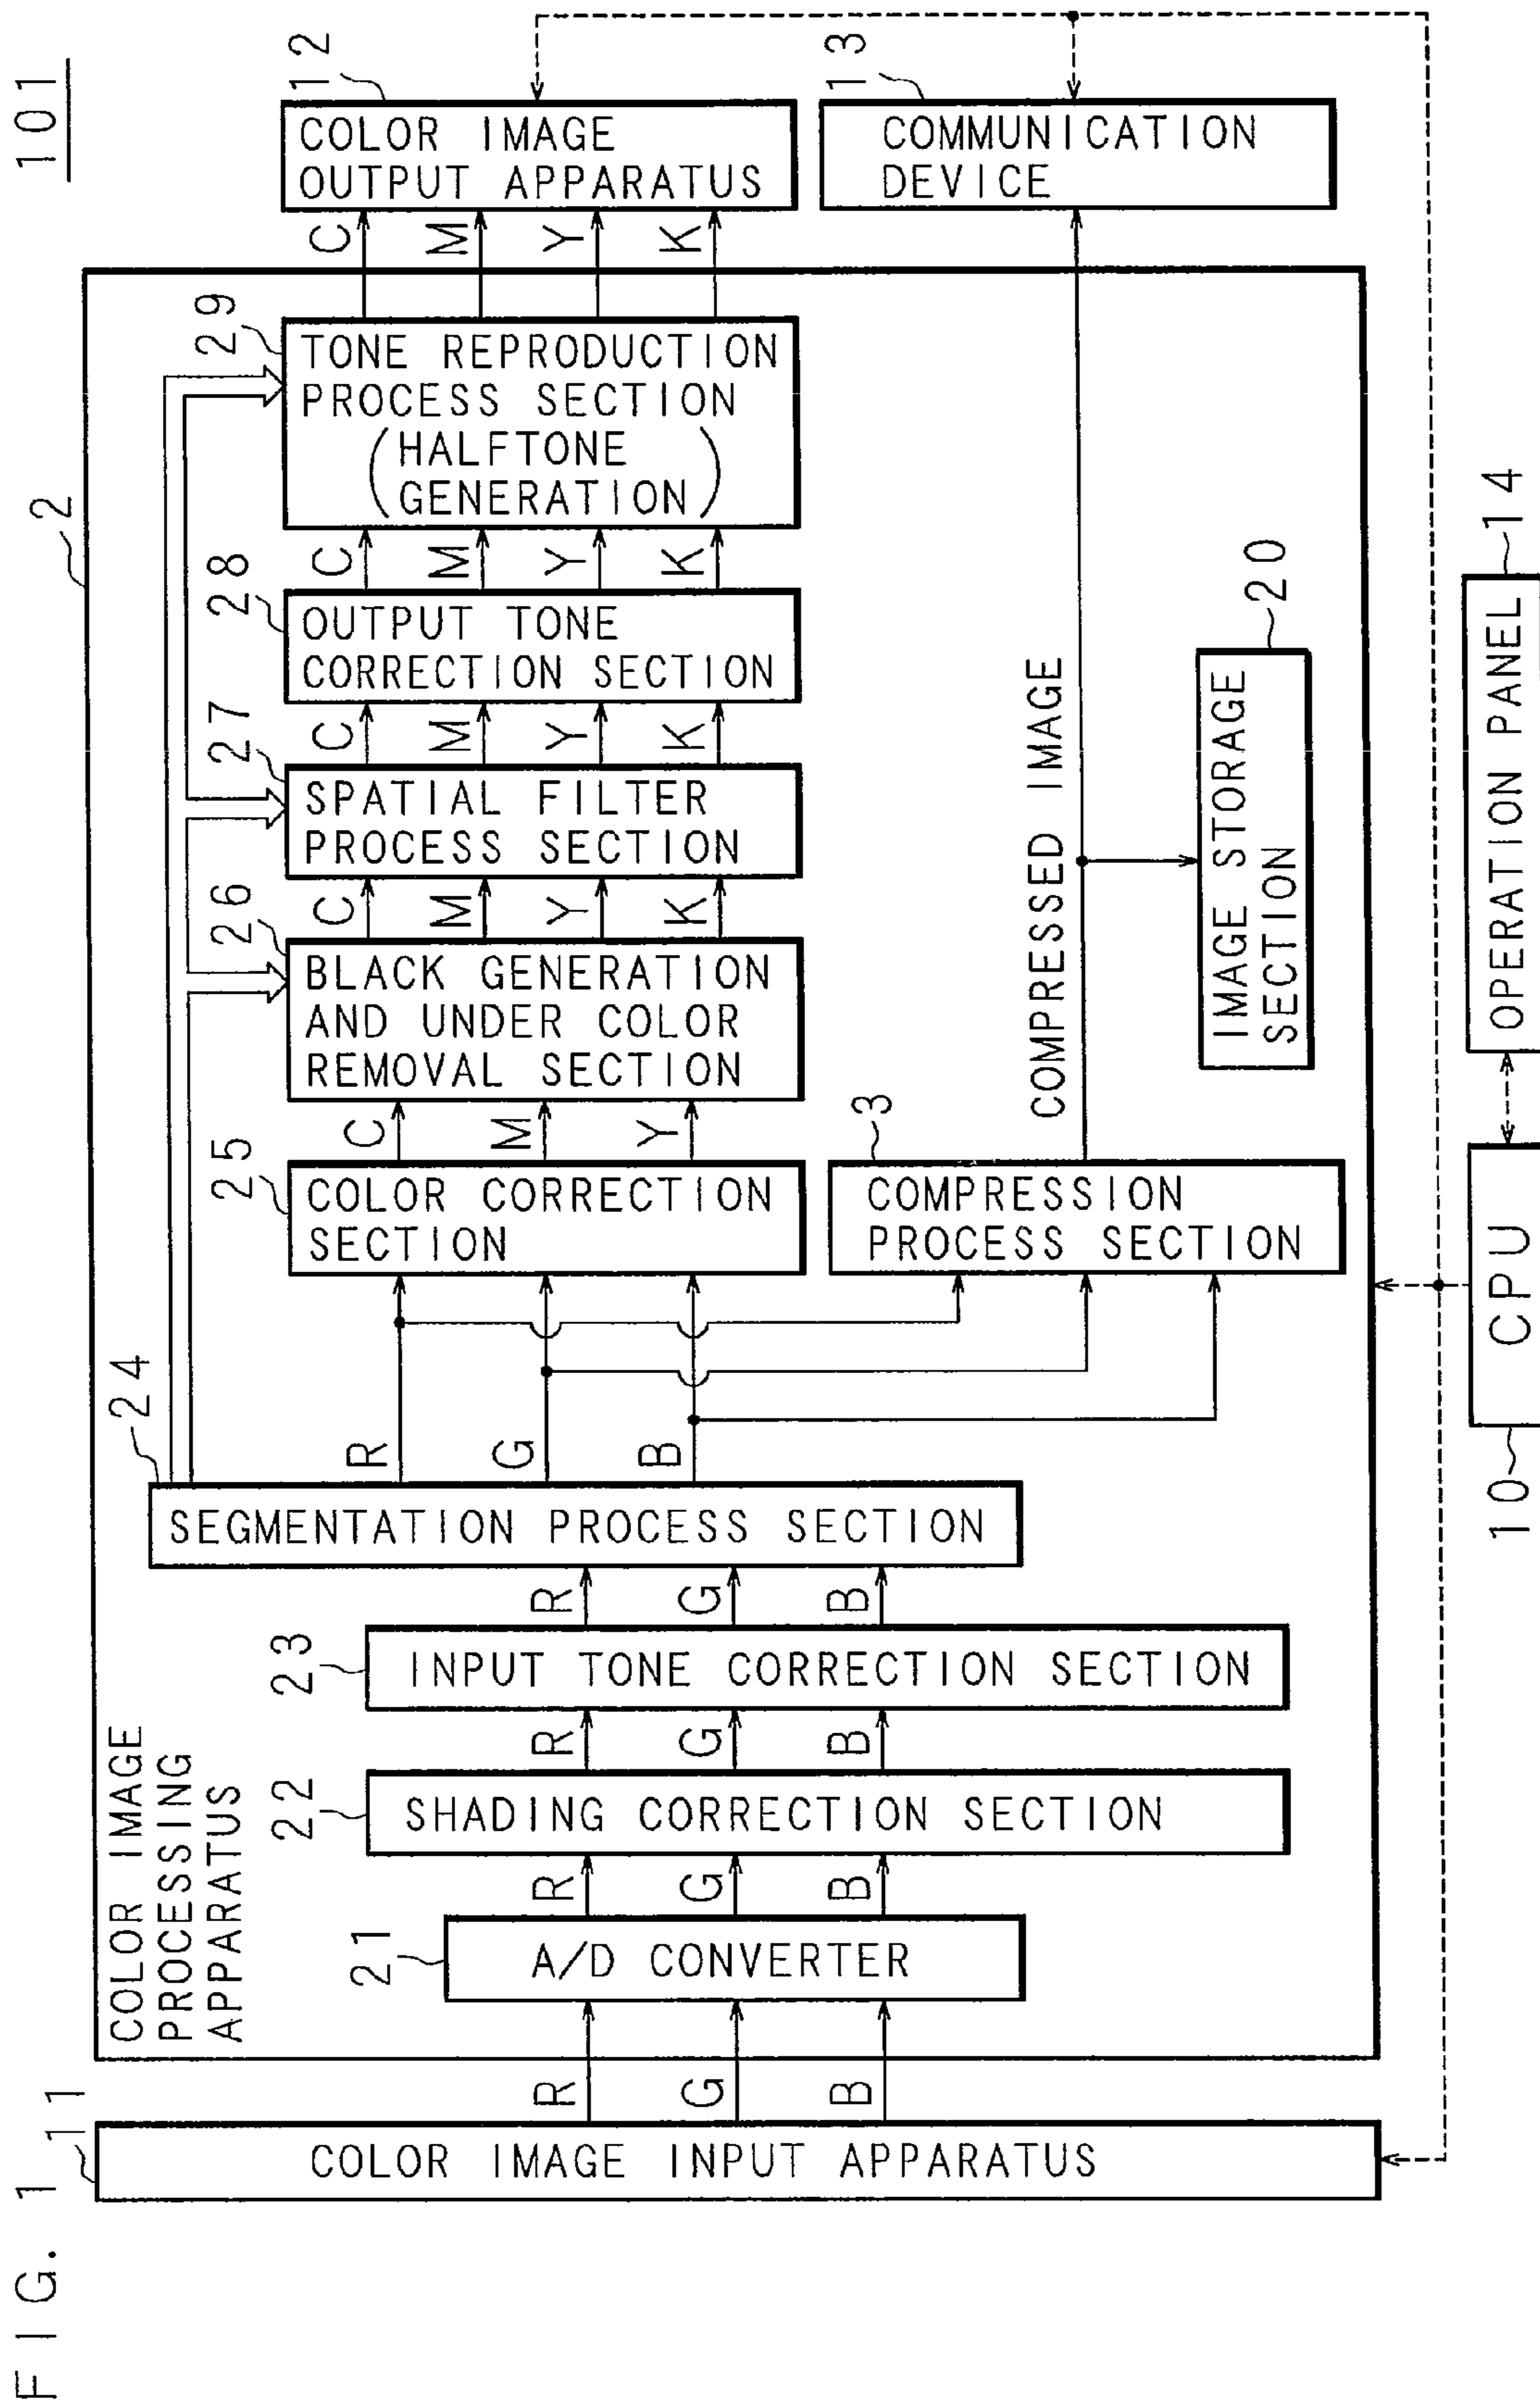 FIG. 1
101
11
COLOR IMAGE INPUT APPARATUS
R
G
B
2
COLOR IMAGE
PROCESSING
APPARATUS
21
A/D CONVERTER
R
G
B
22
SHADING CORRECTION SECTION
R
G
B
23
INPUT TONE CORRECTION SECTION
R
G
B
24
SEGMENTATION PROCESS SECTION
R
G
B
25
COLOR CORRECTION
SECTION
C
M
Y
26
BLACK GENERATION
AND UNDER COLOR
REMOVAL SECTION
C
M
Y
K
27
SPATIAL FILTER
PROCESS SECTION
C
M
Y
K
28
OUTPUT TONE
CORRECTION SECTION
C
M
Y
K
29
TONE REPRODUCTION
PROCESS SECTION
(HALFTONE
GENERATION)
C
M
Y
K
12
COLOR IMAGE
OUTPUT APPARATUS
3
COMPRESSION
PROCESS SECTION
COMPRESSED IMAGE
20
IMAGE STORAGE
SECTION
13
COMMUNICATION
DEVICE
10
CPU
OPERATION PANEL
14